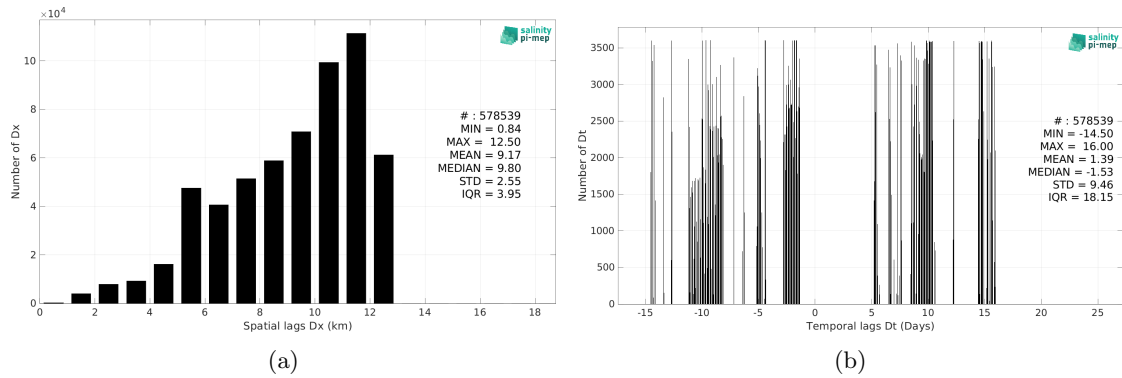 ×10⁴
salinity
pi-mep
10
8
6
4
2
0
Number of Dx
# : 578539
MIN = 0.84
MAX = 12.50
MEAN = 9.17
MEDIAN = 9.80
STD = 2.55
IQR = 3.95
0 2 4 6 8 10 12 14 16 18
Spatial lags Dx (km)
(a)
salinity
pi-mep
3500
3000
2500
2000
1500
1000
500
0
Number of Dt
# : 578539
MIN = -14.50
MAX = 16.00
MEAN = 1.39
MEDIAN = -1.53
STD = 9.46
IQR = 18.15
-15 -10 -5 0 5 10 15 20 25
Temporal lags Dt (Days)
(b)